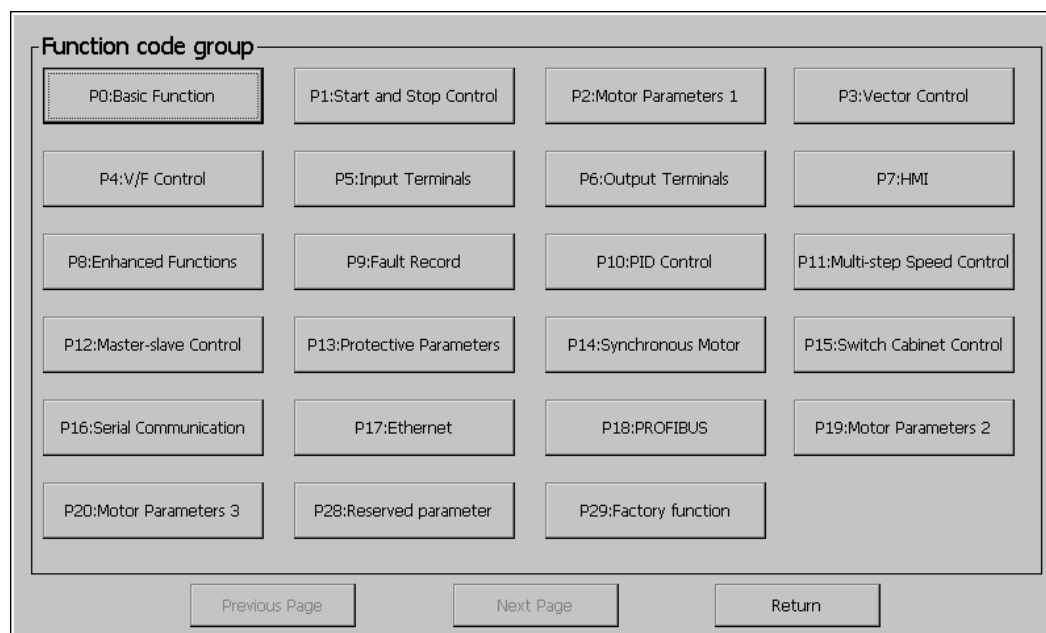 Function code group
P0:Basic Function
P1:Start and Stop Control
P2:Motor Parameters 1
P3:Vector Control
P4:V/F Control
P5:Input Terminals
P6:Output Terminals
P7:HMI
P8:Enhanced Functions
P9:Fault Record
P10:PID Control
P11:Multi-step Speed Control
P12:Master-slave Control
P13:Protective Parameters
P14:Synchronous Motor
P15:Switch Cabinet Control
P16:Serial Communication
P17:Ethernet
P18:PROFIBUS
P19:Motor Parameters 2
P20:Motor Parameters 3
P28:Reserved parameter
P29:Factory function
Previous Page
Next Page
Return